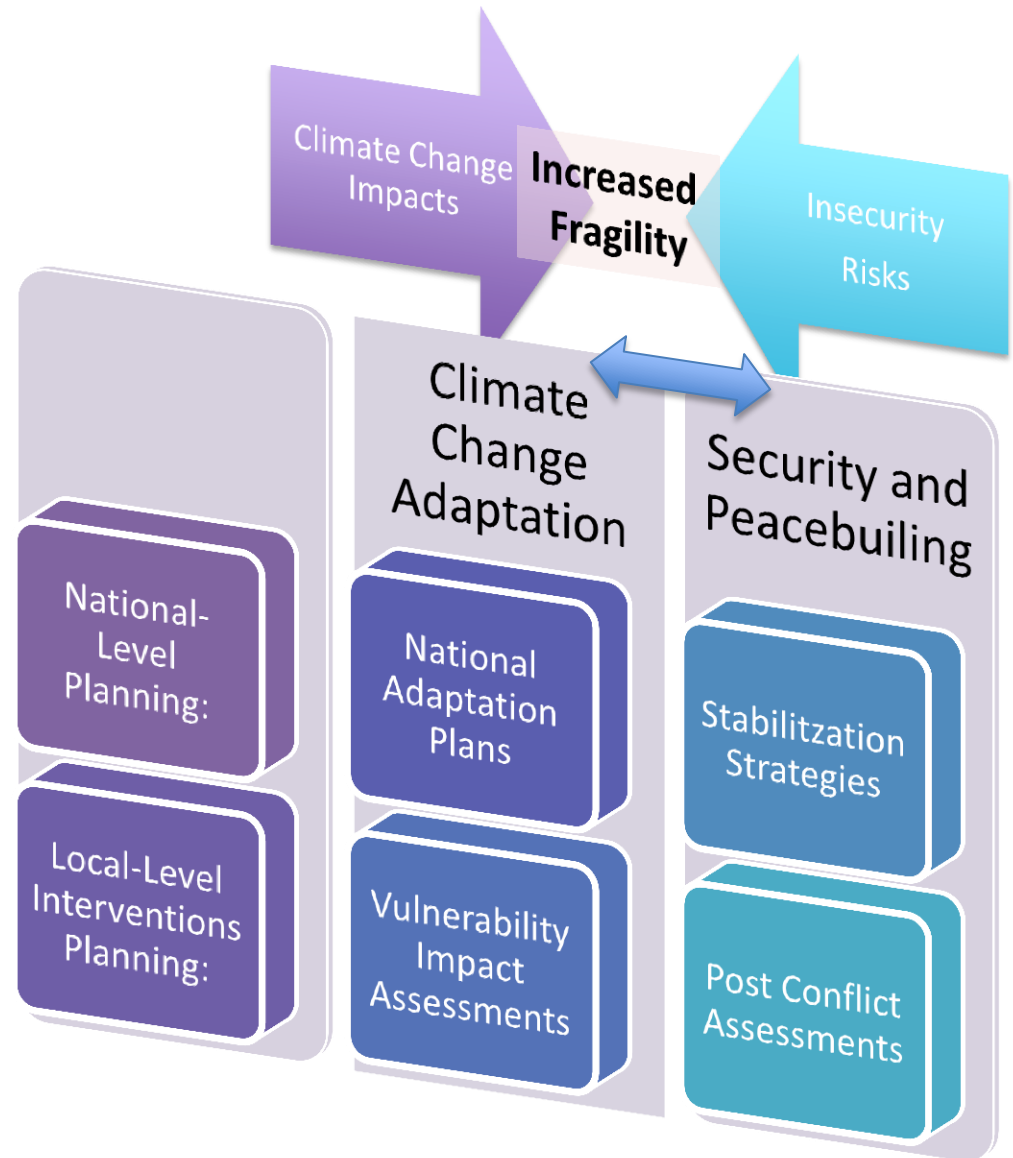 Climate Change
Impacts
Increased
Fragility
Insecurity
Risks
Climate
Change
Adaptation
Security and
Peacebuiling
National-
Level
Planning:
National
Adaptation
Plans
Stabilitzation
Strategies
Local-Level
Interventions
Planning:
Vulnerability
Impact
Assessments
Post Conflict
Assessments